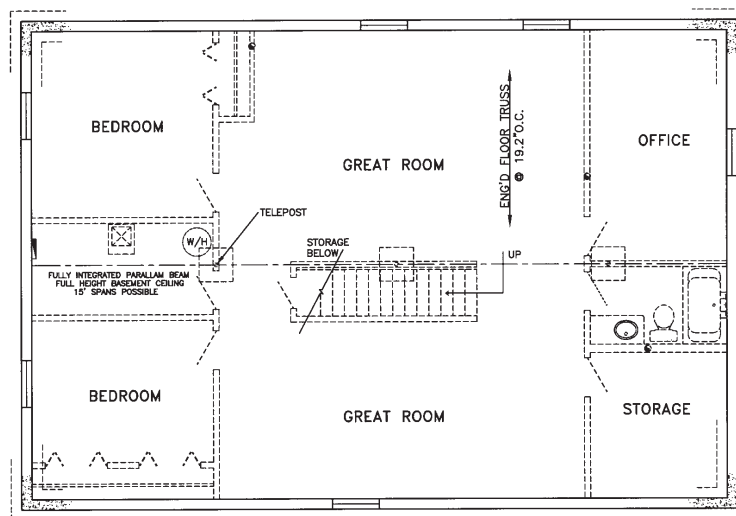 BEDROOM
GREAT ROOM
ENG'D FLOOR TRUSS
@ 19.2"O.C.
OFFICE
TELEPOST
W/H
STORAGE
BELOW
UP
FULLY INTEGRATED PARALLAM BEAM
FULL HEIGHT BASEMENT CEILING
15' SPANS POSSIBLE
BEDROOM
GREAT ROOM
STORAGE